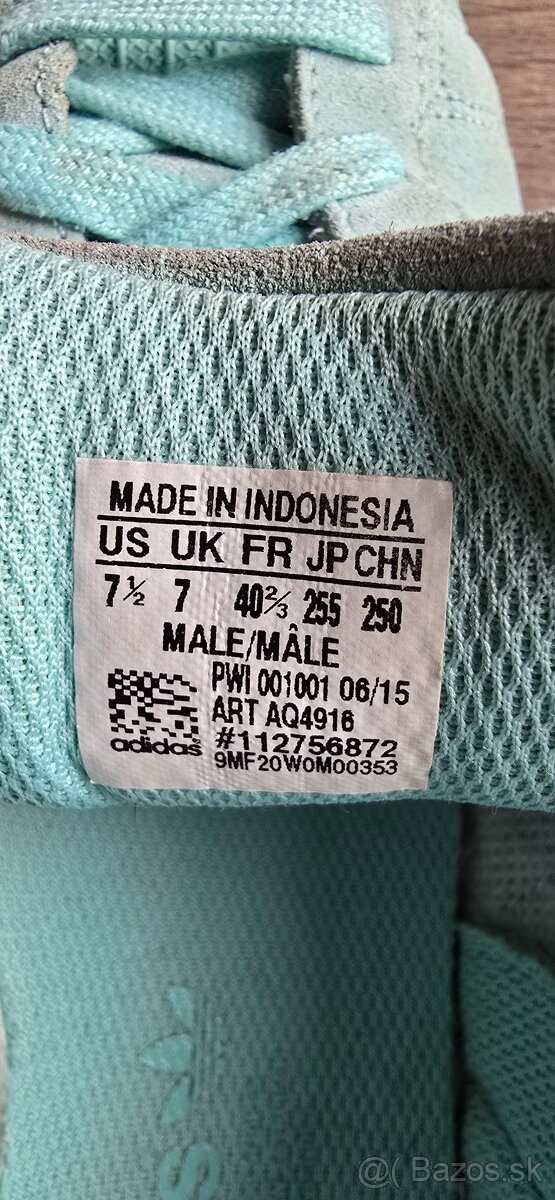 MADE IN INDONESIA
US UK FR JP CHN
7½ 7 40⅔ 255 250
MALE/MÂLE
PWI 001001 06/15
ART AQ4916
adidas #112756872
9MF20W0M00353
@( Bazos.sk